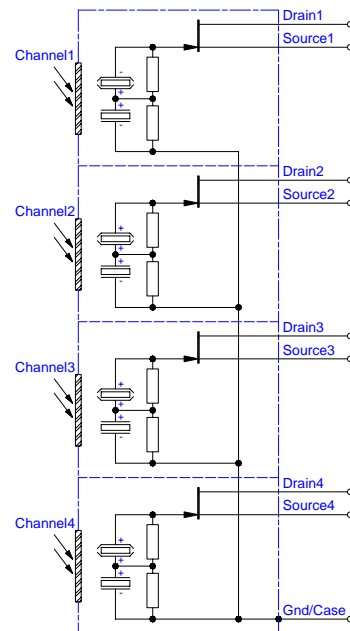 Drain1
Source1
Channel1
-
+
+
-
Drain2
Source2
Channel2
+
+
-
Drain3
Source3
Channel3
+
+
-
Drain4
Source4
Channel4
+
+
-
Gnd/Case